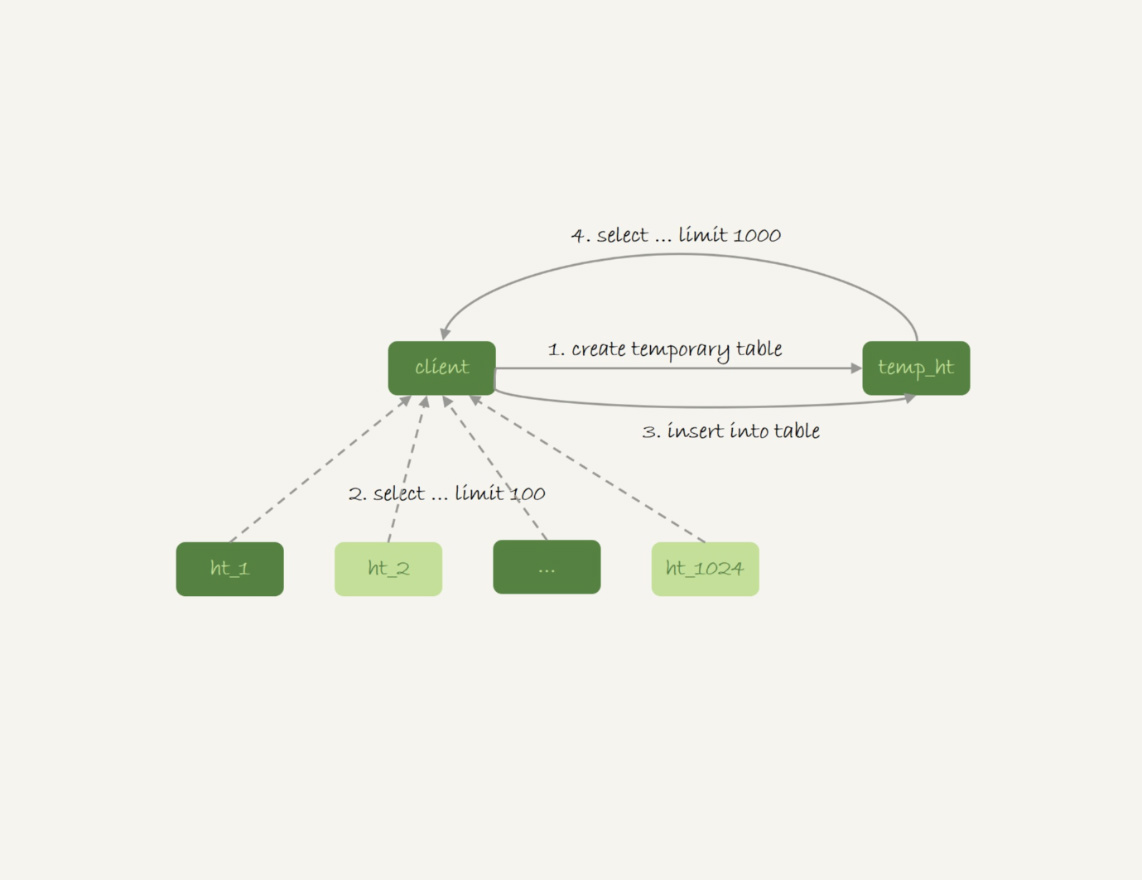 4. select ... limit 1000
1. create temporary table
client
temp_ht
3. insert into table
2. select ... limit 100
ht_1
ht_2
...
ht_1024